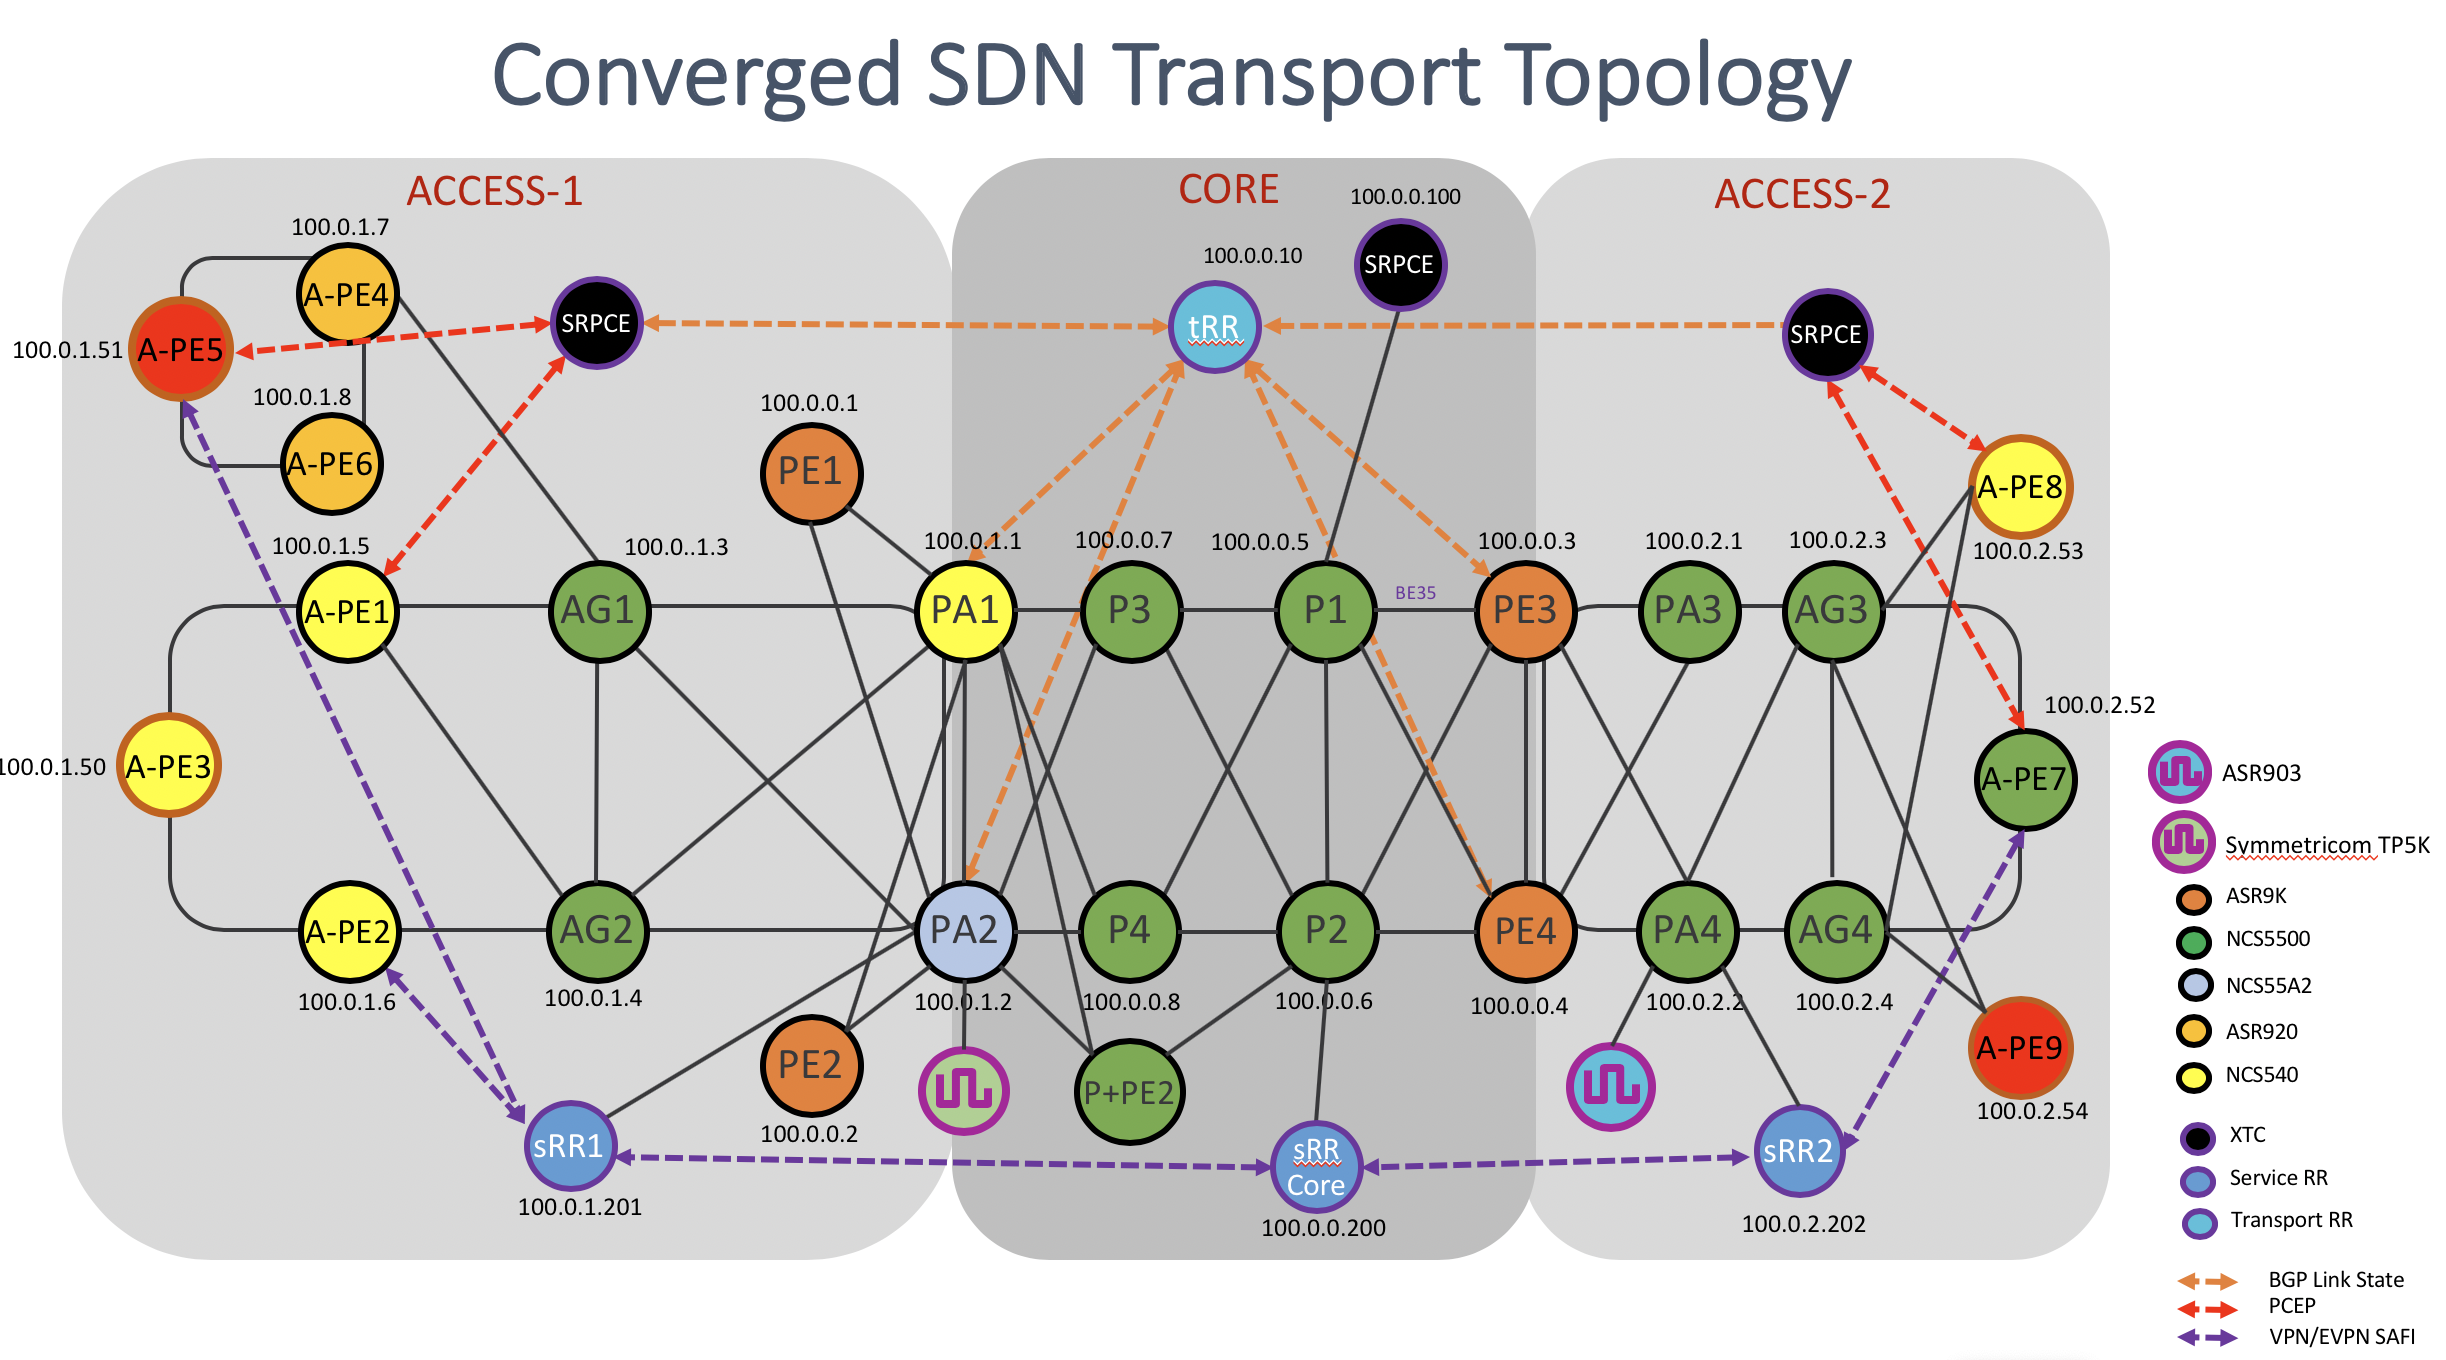 Converged SDN Transport Topology
ACCESS-1
CORE
ACCESS-2
100.0.0.100
100.0.1.7
100.0.0.10
SRPCE
A-PE4
SRPCE
tRR
SRPCE
100.0.1.51
A-PE5
100.0.1.8
100.0.0.1
A-PE6
PE1
A-PE8
100.0.1.5
100.0..1.3
100.0.1.1
100.0.0.7
100.0.0.5
100.0.0.3
100.0.2.1
100.0.2.3
100.0.2.53
BE35
A-PE1
AG1
PA1
P3
P1
PE3
PA3
AG3
100.0.2.52
100.0.1.50
A-PE3
A-PE7
ASR903
Symmetricom TP5K
ASR9K
A-PE2
AG2
PA2
P4
P2
PE4
PA4
AG4
NCS5500
NCS55A2
100.0.1.6
100.0.1.4
100.0.1.2
100.0.0.8
100.0.0.6
100.0.0.4
100.0.2.2
100.0.2.4
ASR920
PE2
P+PE2
A-PE9
NCS540
100.0.2.54
100.0.0.2
XTC
sRR1
sRR
Core
sRR2
Service RR
100.0.1.201
100.0.0.200
100.0.2.202
Transport RR
BGP Link State
PCEP
VPN/EVPN SAFI